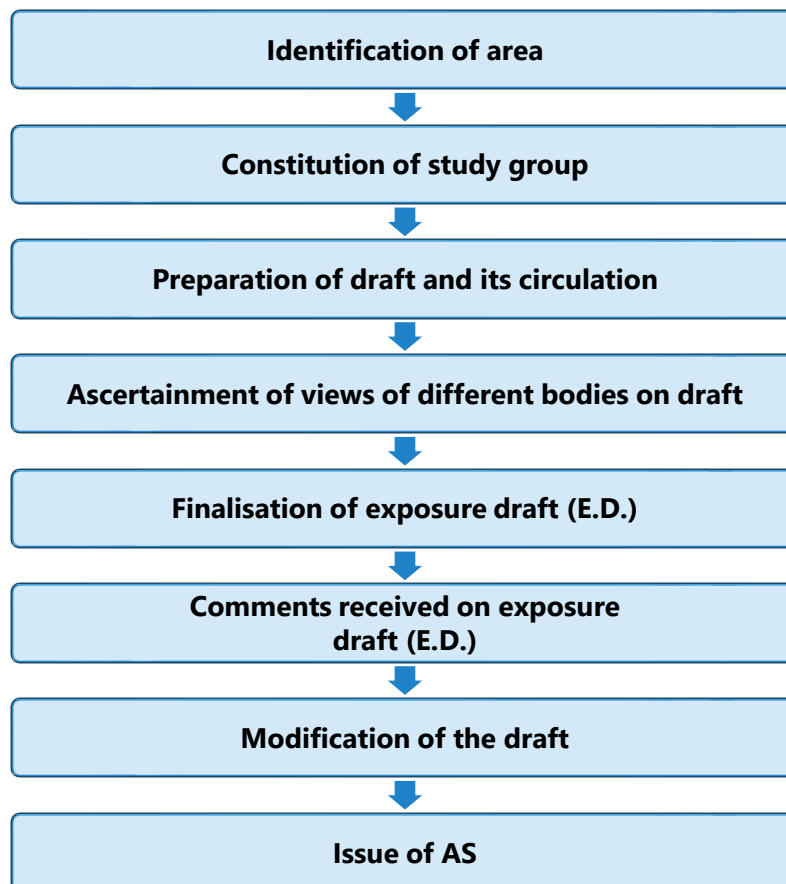 Identification of area
Constitution of study group
Preparation of draft and its circulation
Ascertainment of views of different bodies on draft
Finalisation of exposure draft (E.D.)
Comments received on exposure
draft (E.D.)
Modification of the draft
Issue of AS